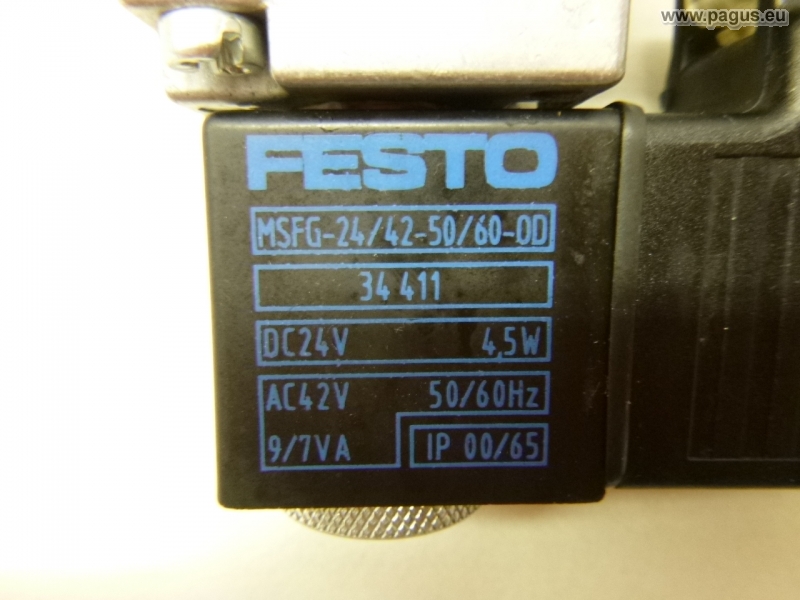 www.pagus.eu
FESTO
MSFG-24/42-50/60-OD
34 411
DC24V 4,5W
AC42V 50/60Hz
9/7VA IP 00/65